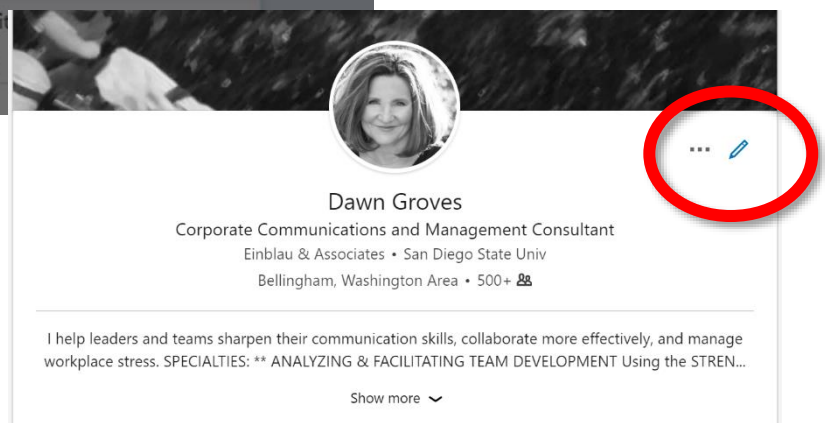 Dawn Groves
Corporate Communications and Management Consultant
Einblau & Associates • San Diego State Univ
Bellingham, Washington Area • 500+
I help leaders and teams sharpen their communication skills, collaborate more effectively, and manage
workplace stress. SPECIALTIES: ** ANALYZING & FACILITATING TEAM DEVELOPMENT Using the STREN...
Show more